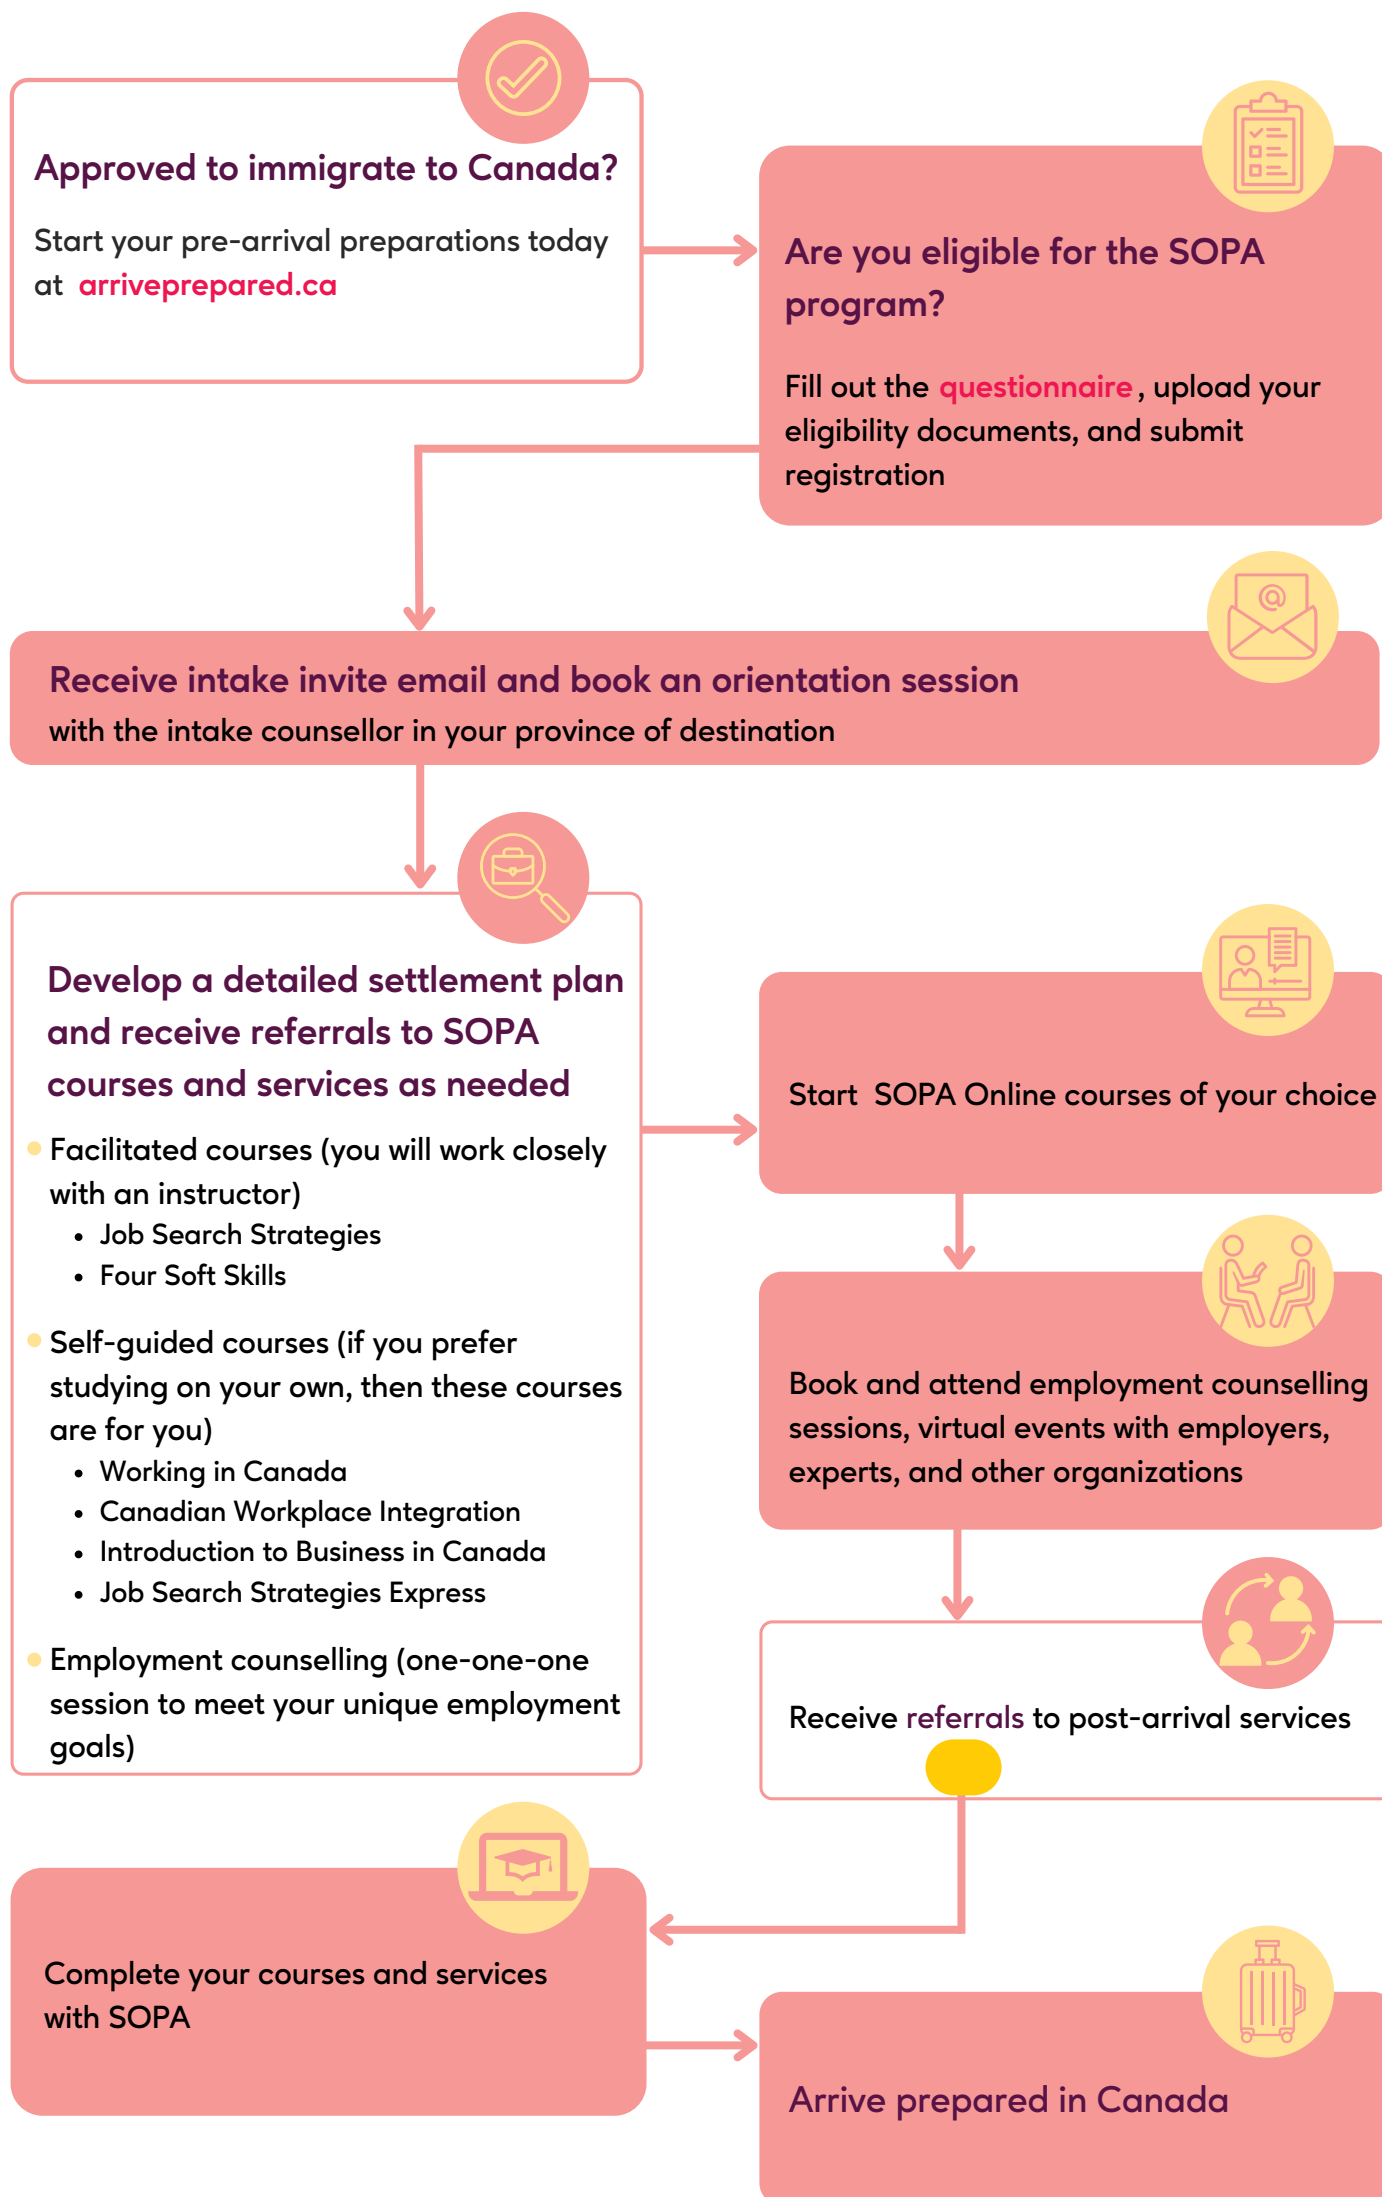 Approved to immigrate to Canada?
Start your pre-arrival preparations today
at arriveprepared.ca
Are you eligible for the SOPA
program?
Fill out the questionnaire, upload your
eligibility documents, and submit
registration
Receive intake invite email and book an orientation session
with the intake counsellor in your province of destination
Develop a detailed settlement plan
and receive referrals to SOPA
courses and services as needed
Facilitated courses (you will work closely
with an instructor)
• Job Search Strategies
• Four Soft Skills
Self-guided courses (if you prefer
studying on your own, then these courses
are for you)
• Working in Canada
• Canadian Workplace Integration
• Introduction to Business in Canada
• Job Search Strategies Express
Employment counselling (one-one-one
session to meet your unique employment
goals)
Start SOPA Online courses of your choice
Book and attend employment counselling
sessions, virtual events with employers,
experts, and other organizations
Receive referrals to post-arrival services
Complete your courses and services
with SOPA
Arrive prepared in Canada